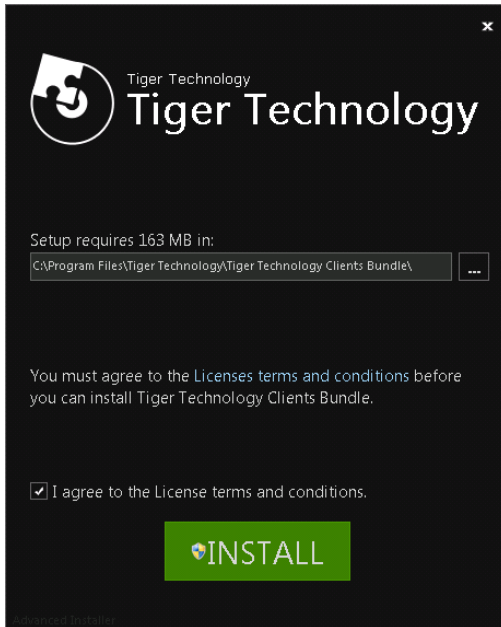 Tiger Technology
Tiger Technology
Setup requires 163 MB in:
C:\Program Files\Tiger Technology\Tiger Technology Clients Bundle\
...
You must agree to the Licenses terms and conditions before
you can install Tiger Technology Clients Bundle.
I agree to the License terms and conditions.
INSTALL
Advanced Installer